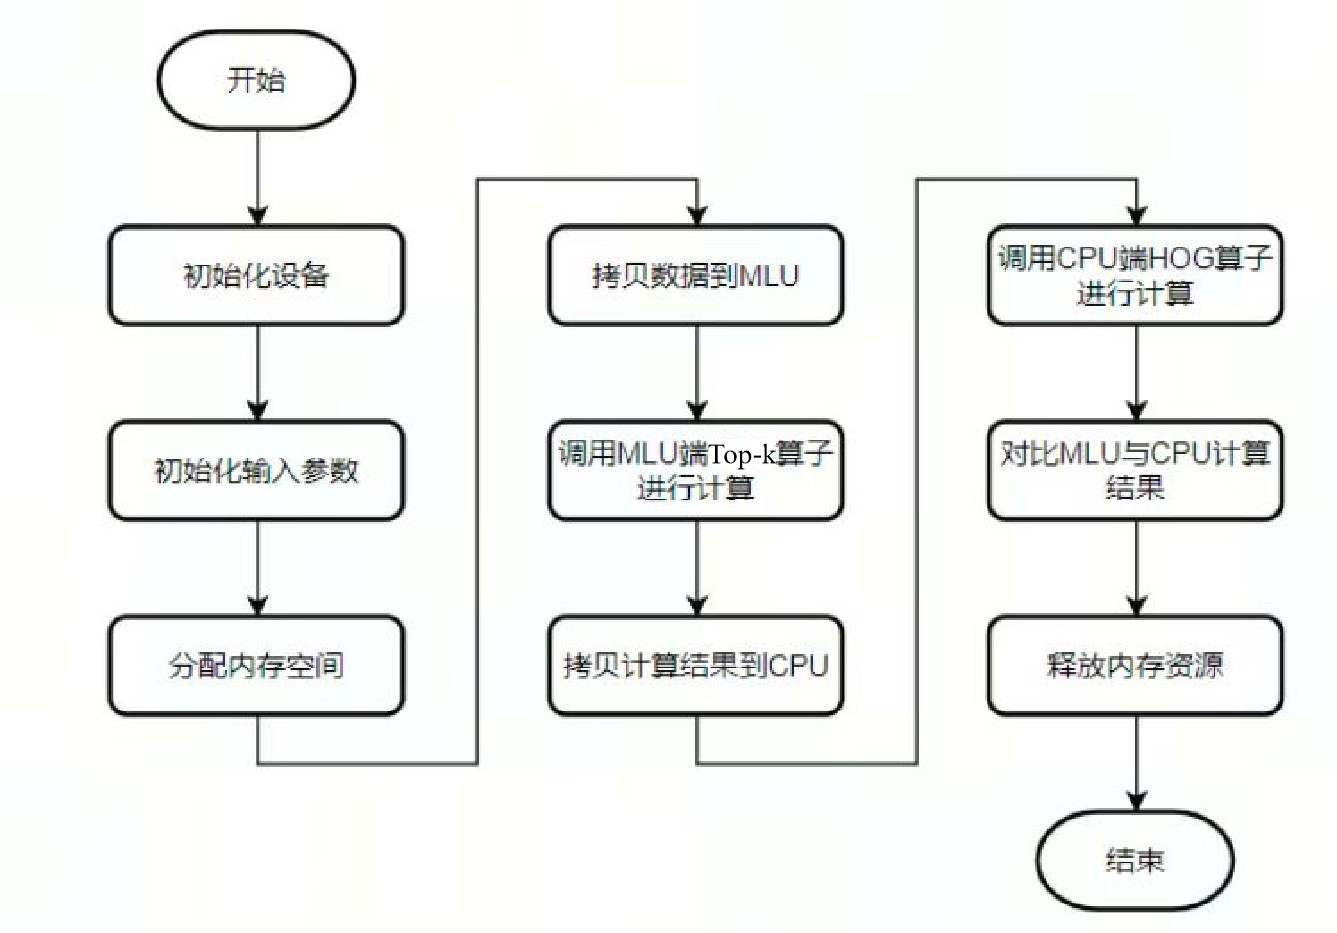 开始
初始化设备
初始化输入参数
分配内存空间
拷贝数据到MLU
调用MLU端Top-k算子
进行计算
拷贝计算结果到CPU
调用CPU端HOG算子
进行计算
对比MLU与CPU计算
结果
释放内存资源
结束